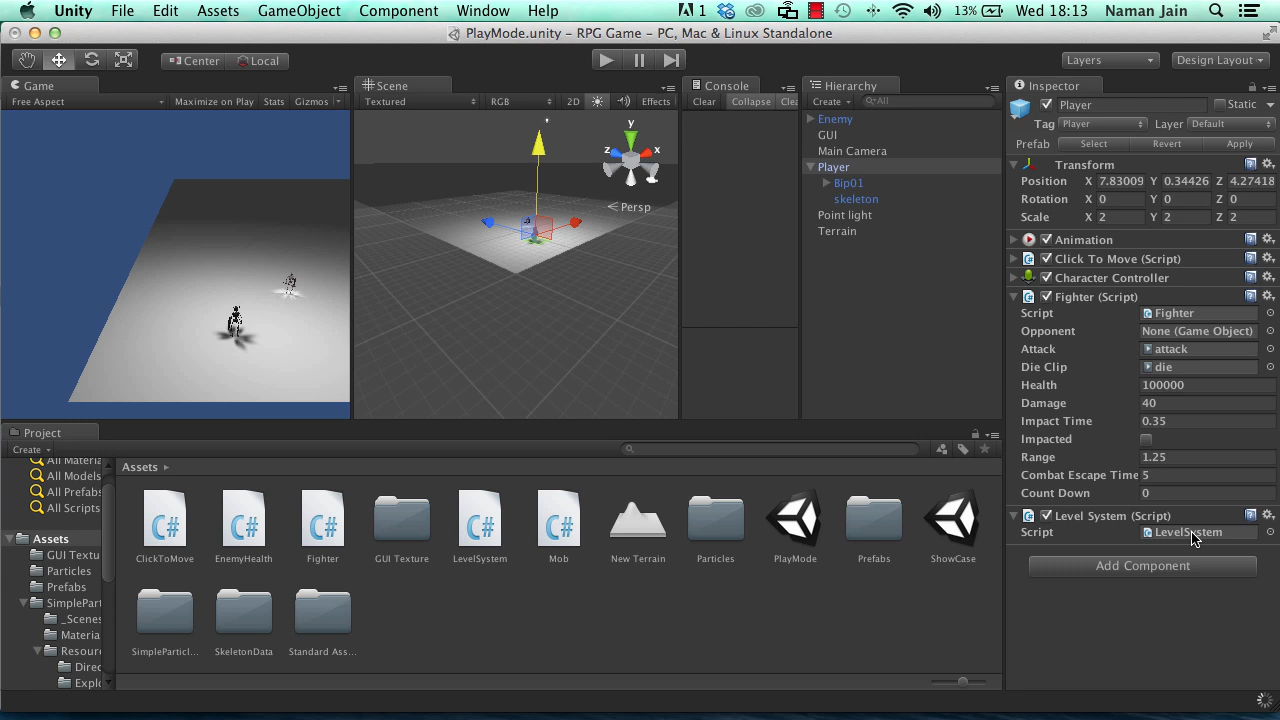 Unity File Edit Assets GameObject Component Window Help 1 13% Wed 18:13 Naman Jain
PlayMode.unity - RPG Game - PC, Mac & Linux Standalone
Center Local Layers Design Layout
Game
Free Aspect Maximize on Play Stats Gizmos
Scene
Textured RGB 2D Effects
y
z x
Persp
Console
Clear Collapse Clea
Hierarchy
Create All
Enemy
GUI
Main Camera
Player
Bip01
skeleton
Point light
Terrain
Inspector
Player Static
Tag Player Layer Default
Prefab Select Revert Apply
Transform
Position X 7.83009 Y 0.34426 Z 4.27418
Rotation X 0 Y 0 Z 0
Scale X 2 Y 2 Z 2
Animation
Click To Move (Script)
Character Controller
Fighter (Script)
Script Fighter
Opponent None (Game Object)
Attack attack
Die Clip die
Health 100000
Damage 40
Impact Time 0.35
Impacted
Range 1.25
Combat Escape Time 5
Count Down 0
Level System (Script)
Script LevelSystem
Add Component
Project
Create
All Materia
All Models
All Prefabs
All Scripts
Assets
GUI Textu
Particles
Prefabs
SimplePart
_Scenes
Materia
Resour
Direc
Explo
Assets
C# C# C# C# C# C#
ClickToMove EnemyHealth Fighter GUI Texture LevelSystem Mob New Terrain Particles PlayMode Prefabs ShowCase
SimpleParticl... SkeletonData Standard Ass...